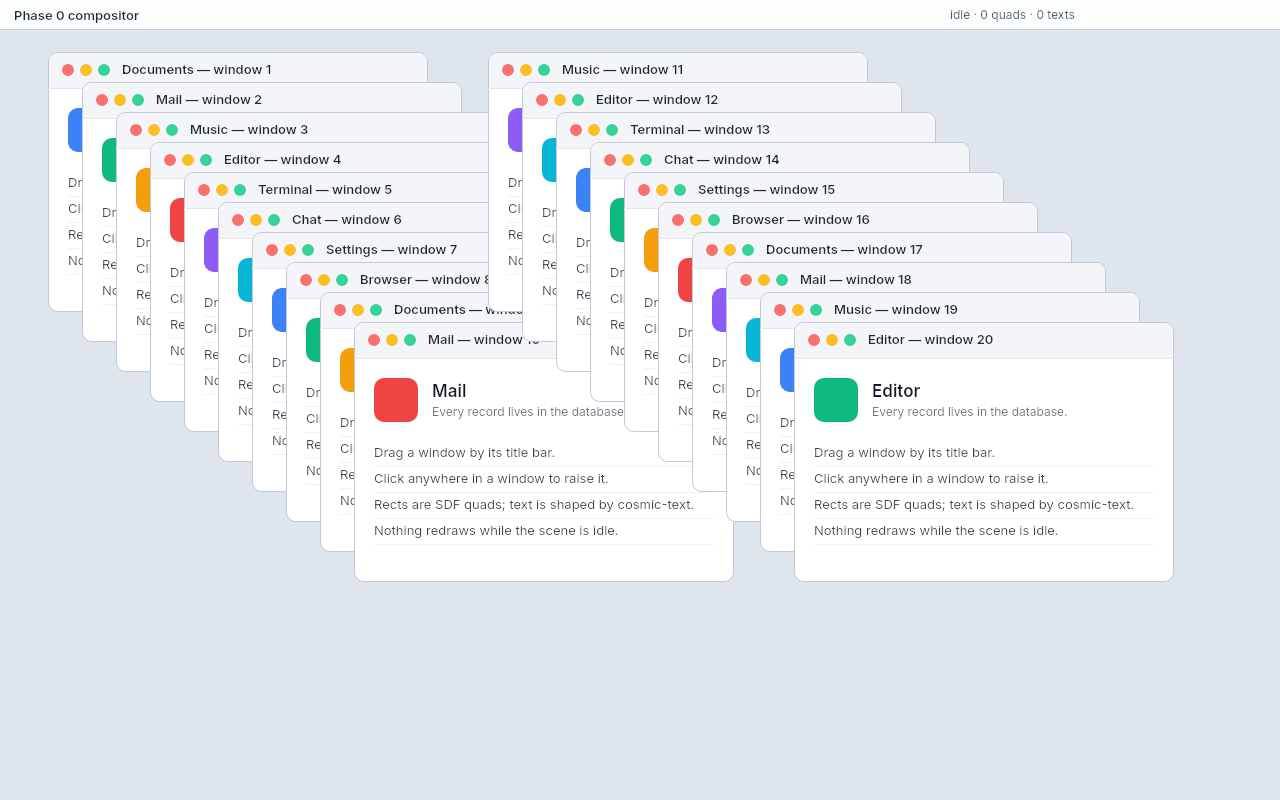 Phase 0 compositor
idle · 0 quads · 0 texts
Documents — window 1
Mail — window 2
Music — window 3
Editor — window 4
Terminal — window 5
Chat — window 6
Settings — window 7
Browser — window
Documents —
Mail — window
Mail
Every record lives in the database
Drag a window by its title bar.
Click anywhere in a window to raise it.
Rects are SDF quads; text is shaped by cosmic-text.
Nothing redraws while the scene is idle.
Music — window 11
Editor — window 12
Terminal — window 13
Chat — window 14
Settings — window 15
Browser — window 16
Documents — window 17
Mail — window 18
Music — window 19
Editor — window 20
Editor
Every record lives in the database.
Drag a window by its title bar.
Click anywhere in a window to raise it.
Rects are SDF quads; text is shaped by cosmic-text.
Nothing redraws while the scene is idle.